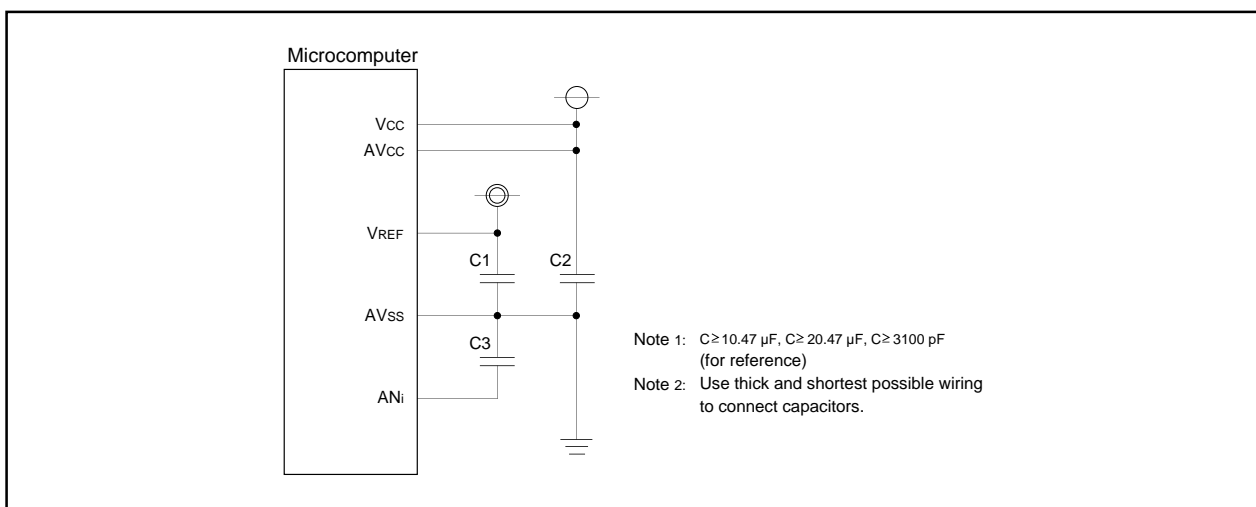 Microcomputer
VCC
AVCC
VREF
C1
C2
AVSS
C3
ANi
Note 1: C≥10.47 µF, C≥ 20.47 µF, C≥ 3100 pF
(for reference)
Note 2: Use thick and shortest possible wiring
to connect capacitors.